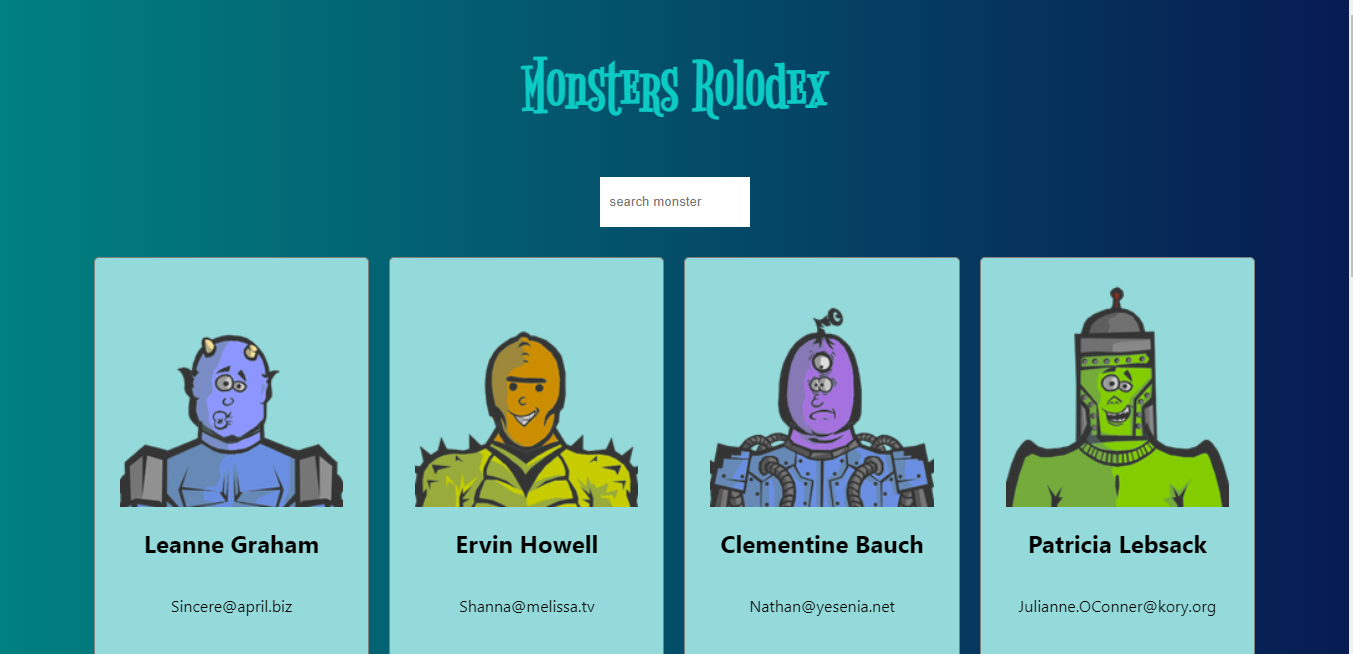 Monsters Rolodex
search monster
Leanne Graham
Ervin Howell
Clementine Bauch
Patricia Lebsack
Sincere@april.biz
Shanna@melissa.tv
Nathan@yesenia.net
Julianne.OConner@kory.org